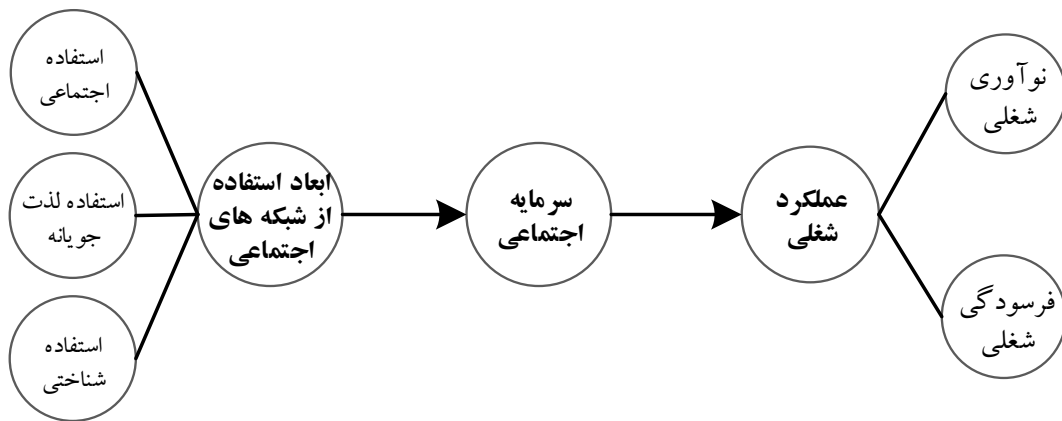 استفاده
اجتماعی
استفاده لذت
جویانه
استفاده
شناختی
ابعاد استفاده
از شبکه های
اجتماعی
سرمایه
اجتماعی
عملکرد
شغلی
نوآوری
شغلی
فرسودگی
شغلی